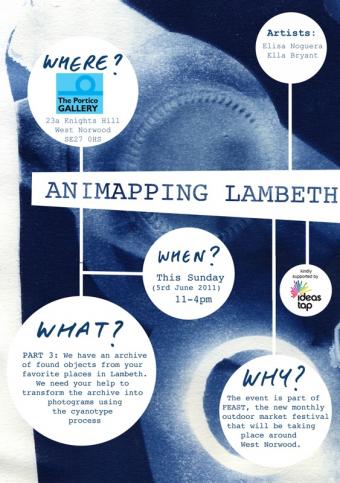 WHERE?
The Portico
GALLERY
23a Knights Hill
West Norwood
SE27 0HS
Artists:
Elisa Noguera
Ella Bryant
ANIMAPPING LAMBETH
WHEN?
This Sunday
(5rd June 2011)
11-4pm
kindly
supported by
ideas
tap
WHAT?
PART 3: We have an archive
of found objects from your
favorite places in Lambeth.
We need your help to
transform the archive into
photograms using
the cyanotype
process
WHY?
The event is part of
FEAST, the new monthly
outdoor market festival
that will be taking
place around
West Norwood.